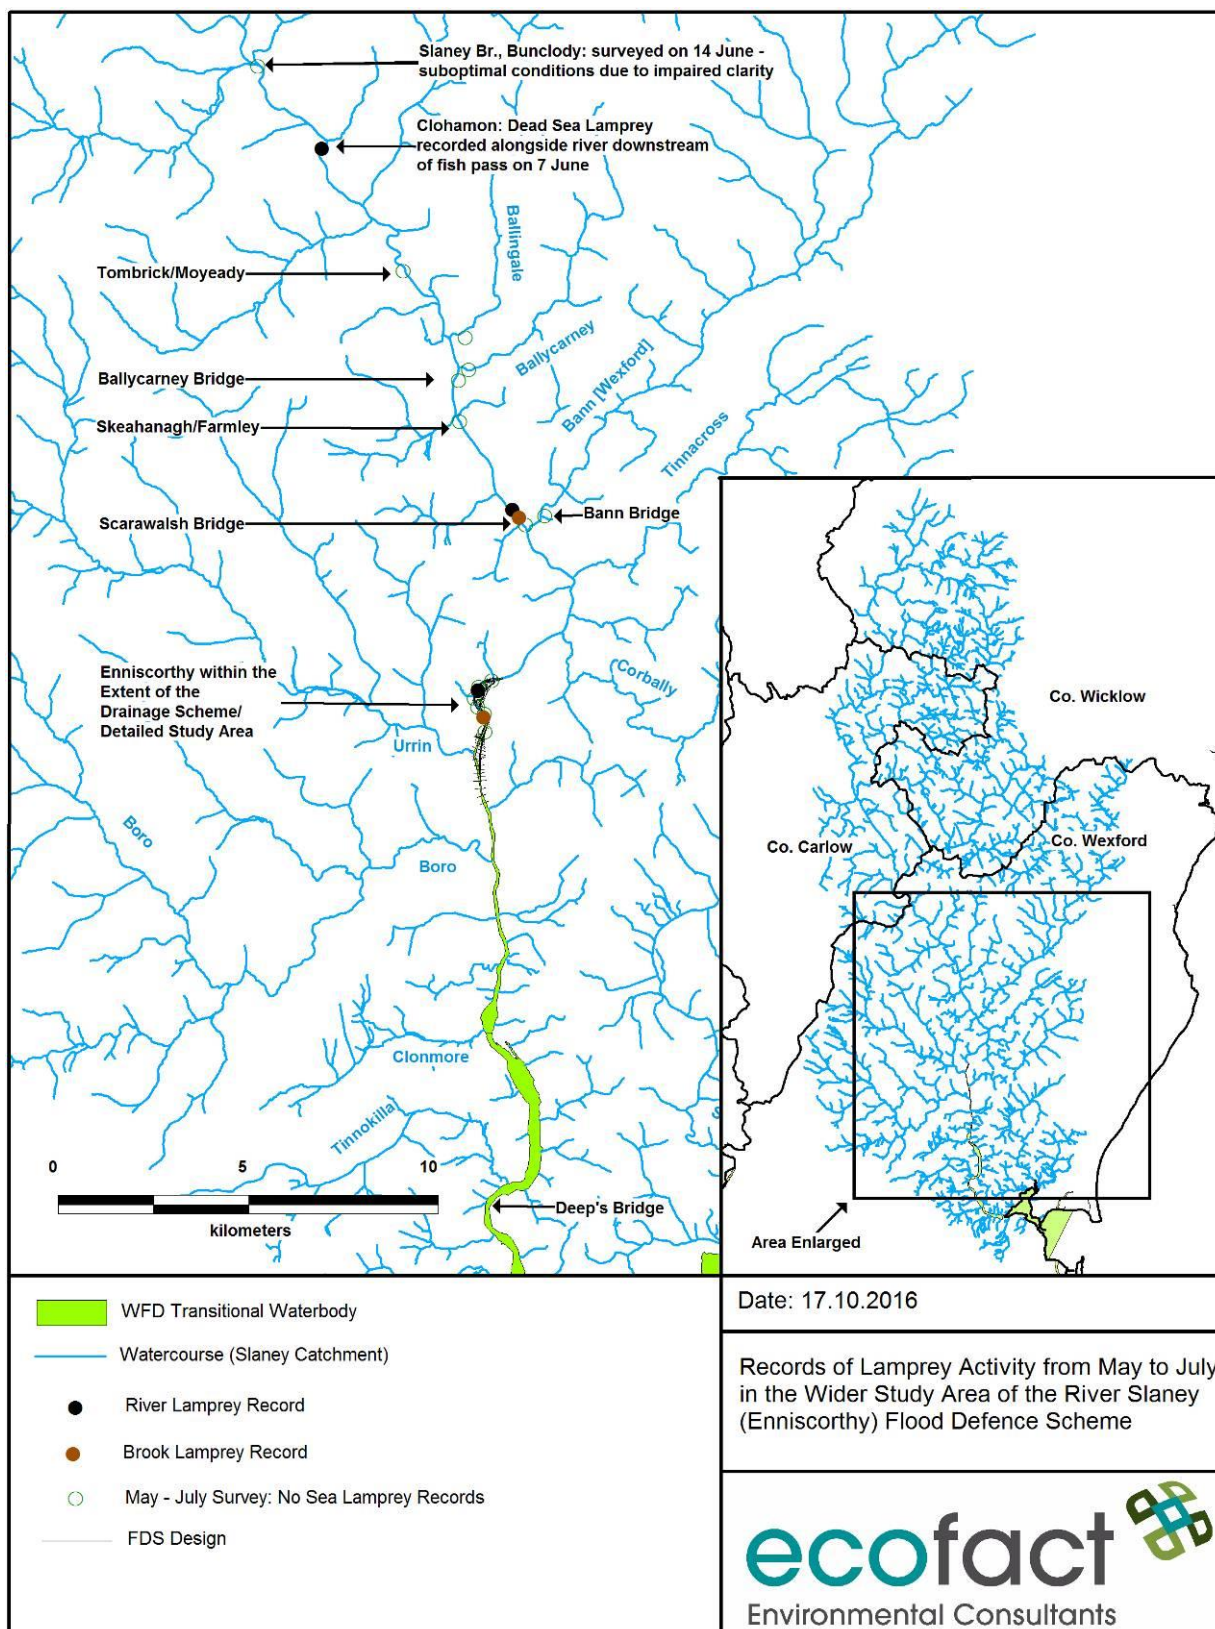 Slaney Br., Bunclody: surveyed on 14 June -
suboptimal conditions due to impaired clarity
Clohamon: Dead Sea Lamprey
recorded alongside river downstream
of fish pass on 7 June
Ballingale
Tombrick/Moyeady
Ballycarney
Bann [Wexford]
Ballycarney Bridge
Skeahanagh/Farmley
Tinnacross
Scarawalsh Bridge
Bann Bridge
Enniscorthy within the
Extent of the
Drainage Scheme/
Detailed Study Area
Corbally
Urrin
Boro
Boro
Clonmore
Tinnokilla
Deep's Bridge
0 5 10
kilometers
Co. Wicklow
Co. Carlow
Co. Wexford
Area Enlarged
WFD Transitional Waterbody
Watercourse (Slaney Catchment)
River Lamprey Record
Brook Lamprey Record
May - July Survey: No Sea Lamprey Records
FDS Design
Date: 17.10.2016
Records of Lamprey Activity from May to July
in the Wider Study Area of the River Slaney
(Enniscorthy) Flood Defence Scheme
ecofact
Environmental Consultants